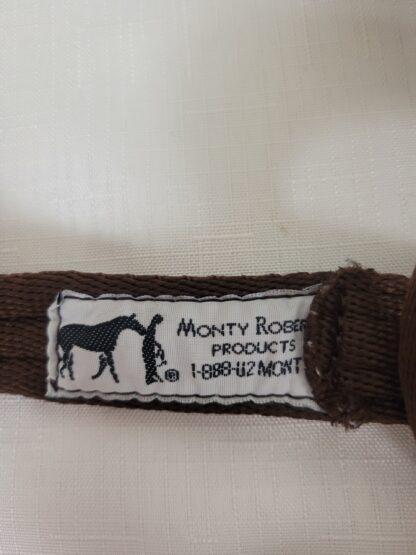 MONTY ROBER
PRODUCTS
1-888-U2 MONT
®